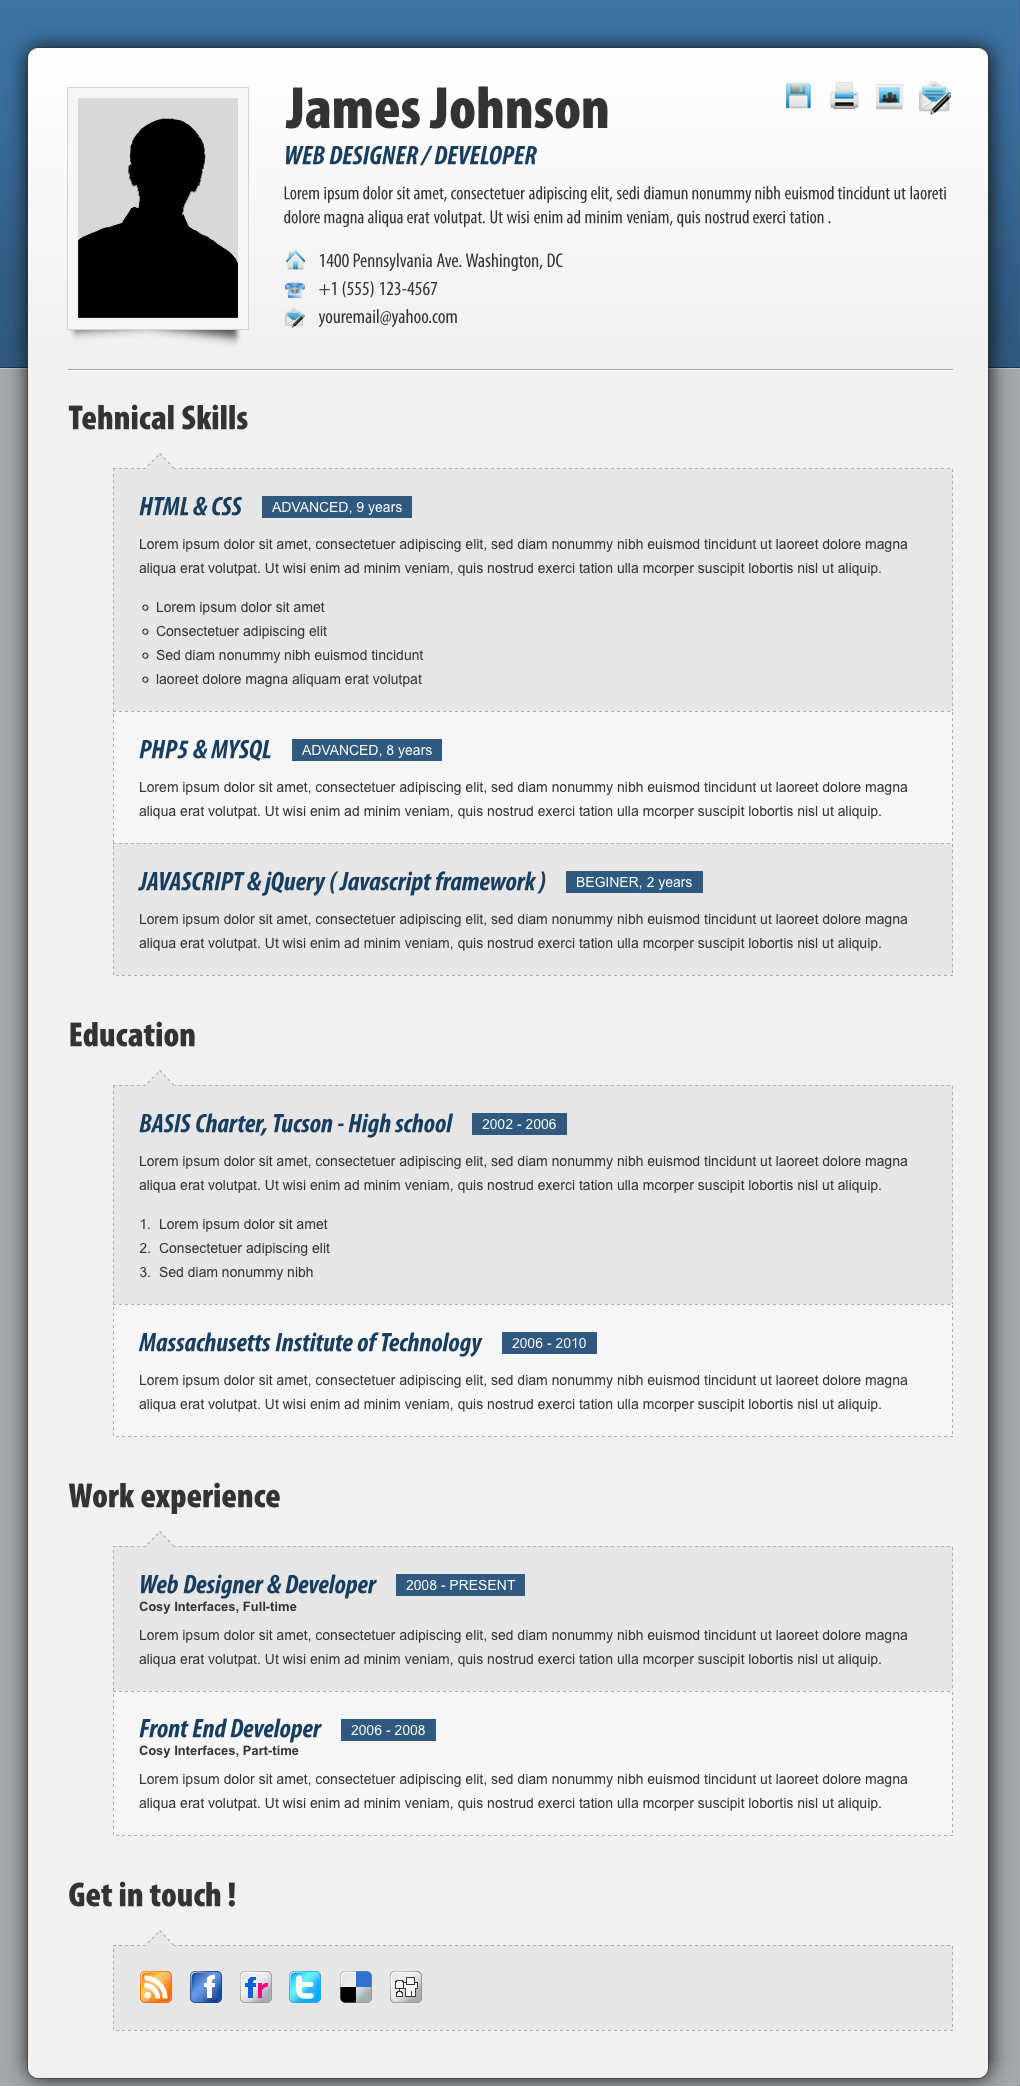 James Johnson
WEB DESIGNER / DEVELOPER
Lorem ipsum dolor sit amet, consectetuer adipiscing elit, sedi diamun nonummy nibh euismod tincidunt ut laoreti
dolore magna aliqua erat volutpat. Ut wisi enim ad minim veniam, quis nostrud exerci tation .
1400 Pennsylvania Ave. Washington, DC
+1 (555) 123-4567
youremail@yahoo.com
Tehnical Skills
HTML & CSS ADVANCED, 9 years
Lorem ipsum dolor sit amet, consectetuer adipiscing elit, sed diam nonummy nibh euismod tincidunt ut laoreet dolore magna
aliqua erat volutpat. Ut wisi enim ad minim veniam, quis nostrud exerci tation ulla mcorper suscipit lobortis nisl ut aliquip.
Lorem ipsum dolor sit amet
Consectetuer adipiscing elit
Sed diam nonummy nibh euismod tincidunt
laoreet dolore magna aliquam erat volutpat
PHP5 & MYSQL ADVANCED, 8 years
Lorem ipsum dolor sit amet, consectetuer adipiscing elit, sed diam nonummy nibh euismod tincidunt ut laoreet dolore magna
aliqua erat volutpat. Ut wisi enim ad minim veniam, quis nostrud exerci tation ulla mcorper suscipit lobortis nisl ut aliquip.
JAVASCRIPT & jQuery ( Javascript framework ) BEGINER, 2 years
Lorem ipsum dolor sit amet, consectetuer adipiscing elit, sed diam nonummy nibh euismod tincidunt ut laoreet dolore magna
aliqua erat volutpat. Ut wisi enim ad minim veniam, quis nostrud exerci tation ulla mcorper suscipit lobortis nisl ut aliquip.
Education
BASIS Charter, Tucson - High school 2002 - 2006
Lorem ipsum dolor sit amet, consectetuer adipiscing elit, sed diam nonummy nibh euismod tincidunt ut laoreet dolore magna
aliqua erat volutpat. Ut wisi enim ad minim veniam, quis nostrud exerci tation ulla mcorper suscipit lobortis nisl ut aliquip.
1. Lorem ipsum dolor sit amet
2. Consectetuer adipiscing elit
3. Sed diam nonummy nibh
Massachusetts Institute of Technology 2006 - 2010
Lorem ipsum dolor sit amet, consectetuer adipiscing elit, sed diam nonummy nibh euismod tincidunt ut laoreet dolore magna
aliqua erat volutpat. Ut wisi enim ad minim veniam, quis nostrud exerci tation ulla mcorper suscipit lobortis nisl ut aliquip.
Work experience
Web Designer & Developer 2008 - PRESENT
Cosy Interfaces, Full-time
Lorem ipsum dolor sit amet, consectetuer adipiscing elit, sed diam nonummy nibh euismod tincidunt ut laoreet dolore magna
aliqua erat volutpat. Ut wisi enim ad minim veniam, quis nostrud exerci tation ulla mcorper suscipit lobortis nisl ut aliquip.
Front End Developer 2006 - 2008
Cosy Interfaces, Part-time
Lorem ipsum dolor sit amet, consectetuer adipiscing elit, sed diam nonummy nibh euismod tincidunt ut laoreet dolore magna
aliqua erat volutpat. Ut wisi enim ad minim veniam, quis nostrud exerci tation ulla mcorper suscipit lobortis nisl ut aliquip.
Get in touch !
f fr t